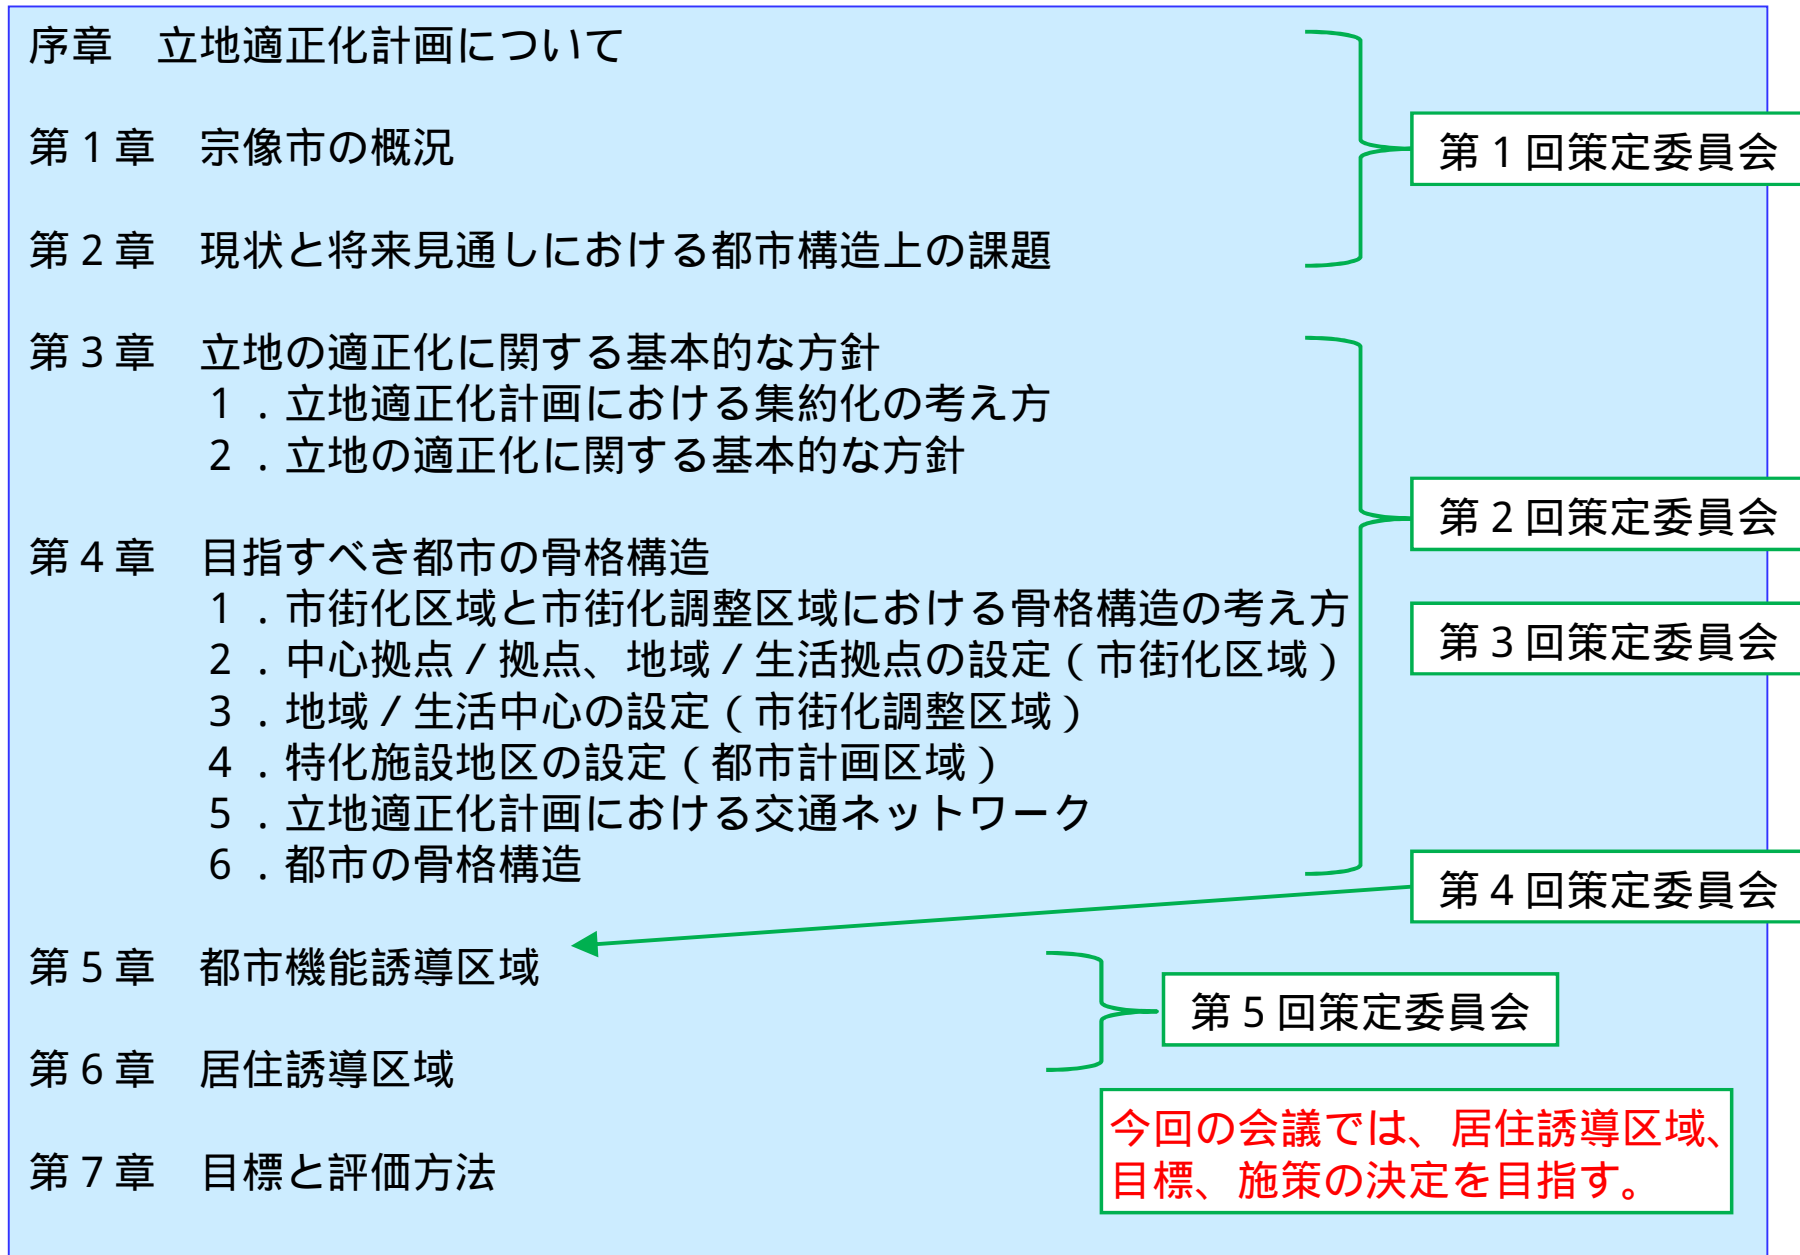 序章　立地適正化計画について
第１章　宗像市の概況
第１回策定委員会
第２章　現状と将来見通しにおける都市構造上の課題
第３章　立地の適正化に関する基本的な方針
１．立地適正化計画における集約化の考え方
２．立地の適正化に関する基本的な方針
第２回策定委員会
第４章　目指すべき都市の骨格構造
１．市街化区域と市街化調整区域における骨格構造の考え方
２．中心拠点／拠点、地域／生活拠点の設定（市街化区域）
第３回策定委員会
３．地域／生活中心の設定（市街化調整区域）
４．特化施設地区の設定（都市計画区域）
５．立地適正化計画における交通ネットワーク
６．都市の骨格構造
第４回策定委員会
第５章　都市機能誘導区域
第５回策定委員会
第６章　居住誘導区域
今回の会議では、居住誘導区域、
目標、施策の決定を目指す。
第７章　目標と評価方法